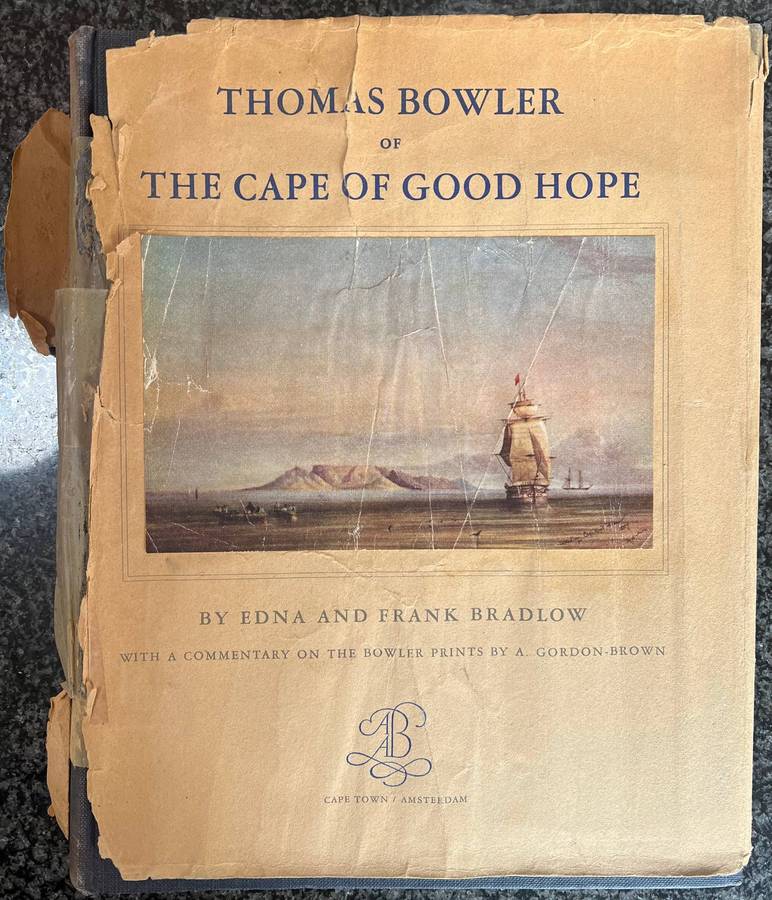 THOMAS BOWLER
OF
THE CAPE OF GOOD HOPE
BY EDNA AND FRANK BRADLOW
WITH A COMMENTARY ON THE BOWLER PRINTS BY A. GORDON-BROWN
AAB
CAPE TOWN / AMSTERDAM